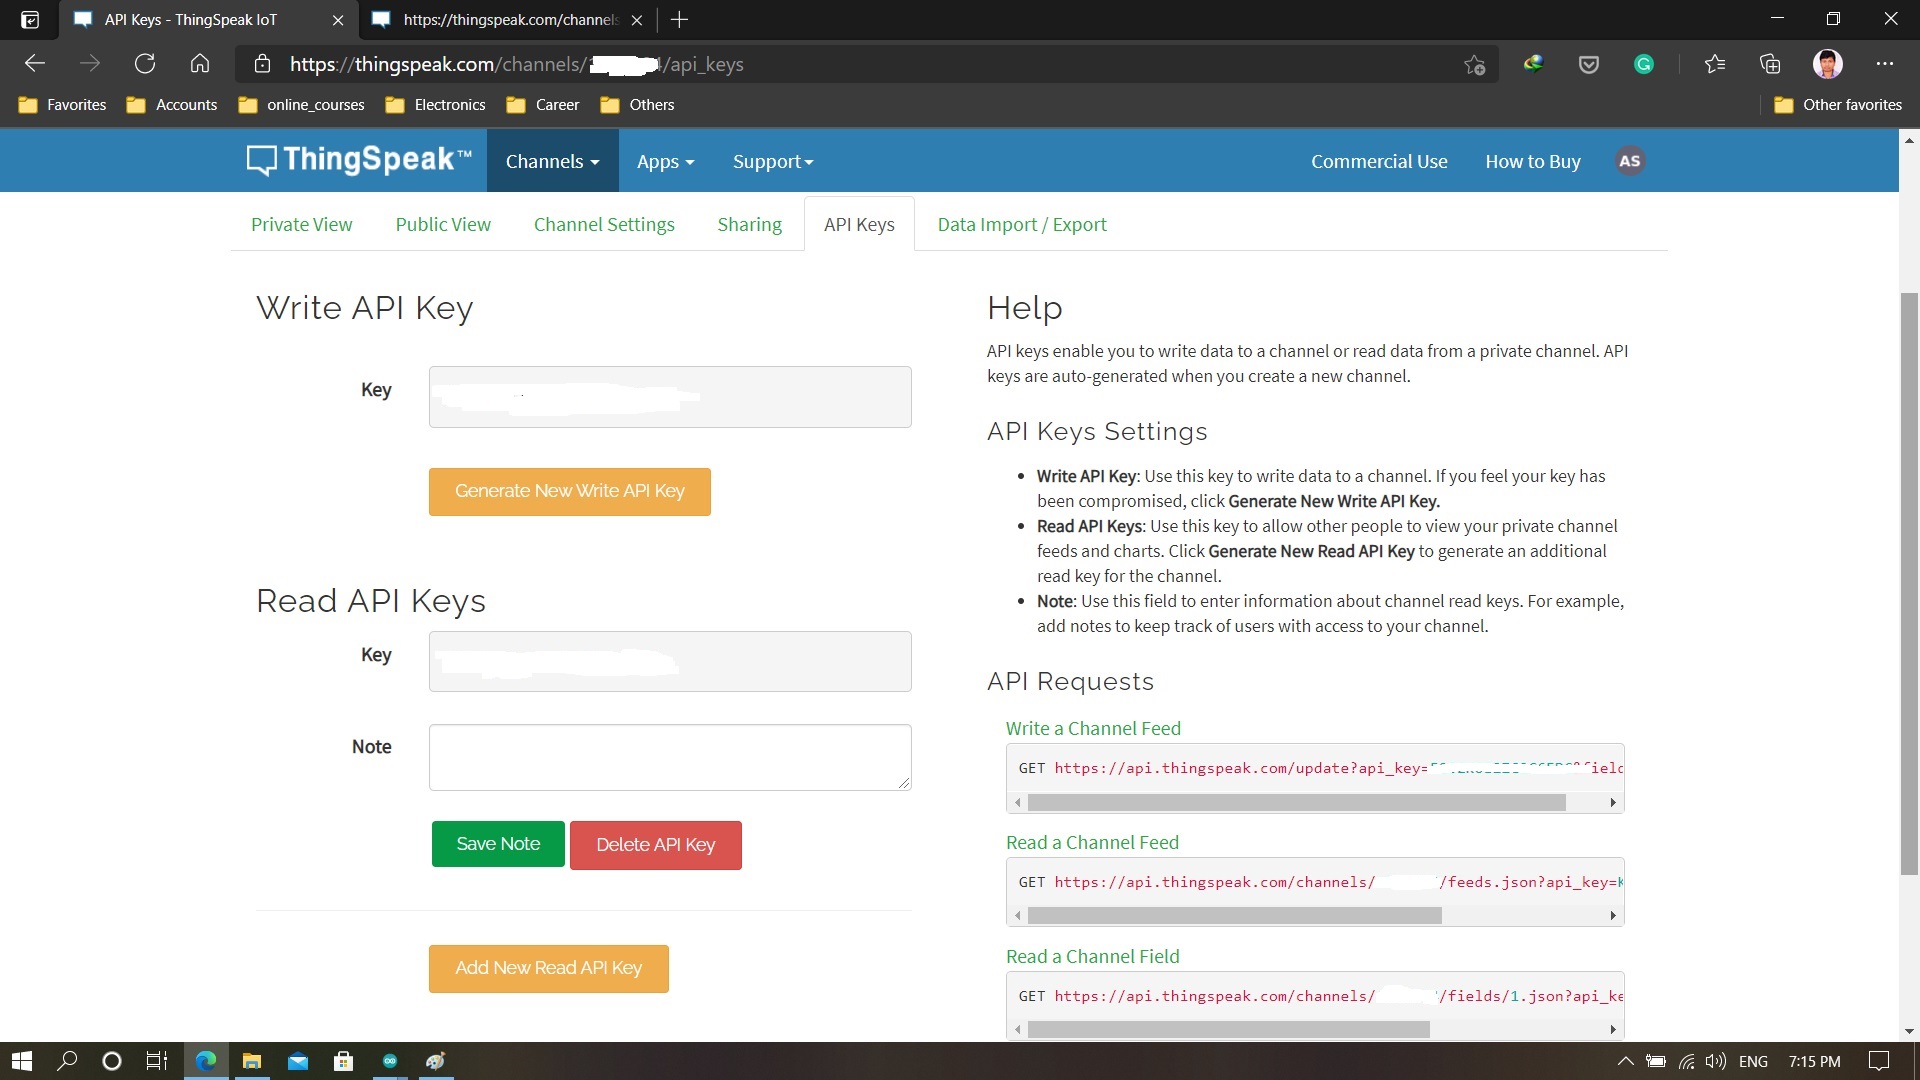 API Keys - ThingSpeak IoT
https://thingspeak.com/channels
https://thingspeak.com/channels/ /api_keys
Favorites Accounts online_courses Electronics Career Others Other favorites
ThingSpeak™ Channels Apps Support Commercial Use How to Buy AS
Private View Public View Channel Settings Sharing API Keys Data Import / Export
Write API Key
Key
Generate New Write API Key
Read API Keys
Key
Note
Save Note Delete API Key
Add New Read API Key
Help
API keys enable you to write data to a channel or read data from a private channel. API
keys are auto-generated when you create a new channel.
API Keys Settings
• Write API Key: Use this key to write data to a channel. If you feel your key has
been compromised, click Generate New Write API Key.
• Read API Keys: Use this key to allow other people to view your private channel
feeds and charts. Click Generate New Read API Key to generate an additional
read key for the channel.
• Note: Use this field to enter information about channel read keys. For example,
add notes to keep track of users with access to your channel.
API Requests
Write a Channel Feed
GET https://api.thingspeak.com/update?api_key=
Read a Channel Feed
GET https://api.thingspeak.com/channels/ /feeds.json?api_key=K
Read a Channel Field
GET https://api.thingspeak.com/channels/ /fields/1.json?api_ke
ENG 7:15 PM